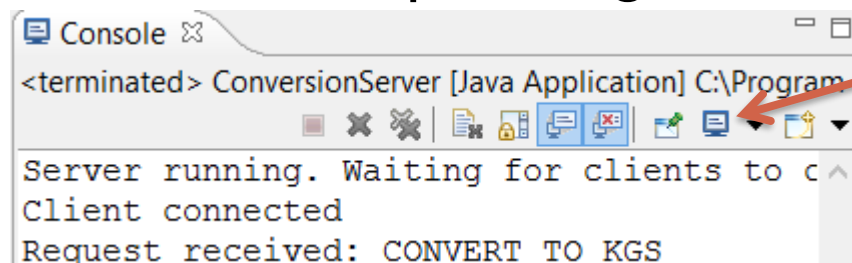 Console
<terminated> ConversionServer [Java Application] C:\Program
Server running. Waiting for clients to
Client connected
Request received: CONVERT TO KGS